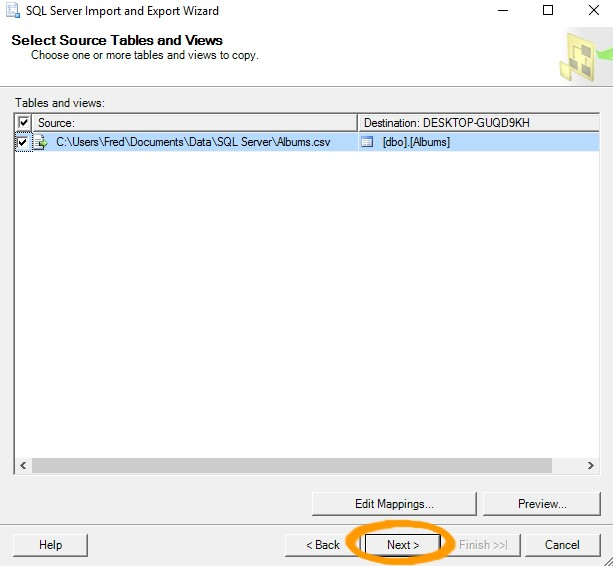 SQL Server Import and Export Wizard
Select Source Tables and Views
Choose one or more tables and views to copy.
Tables and views:
Source: Destination: DESKTOP-GUQD9KH
C:\Users\Fred\Documents\Data\SQL Server\Albums.csv [dbo].[Albums]
Edit Mappings... Preview...
Help < Back Next > Finish >>| Cancel